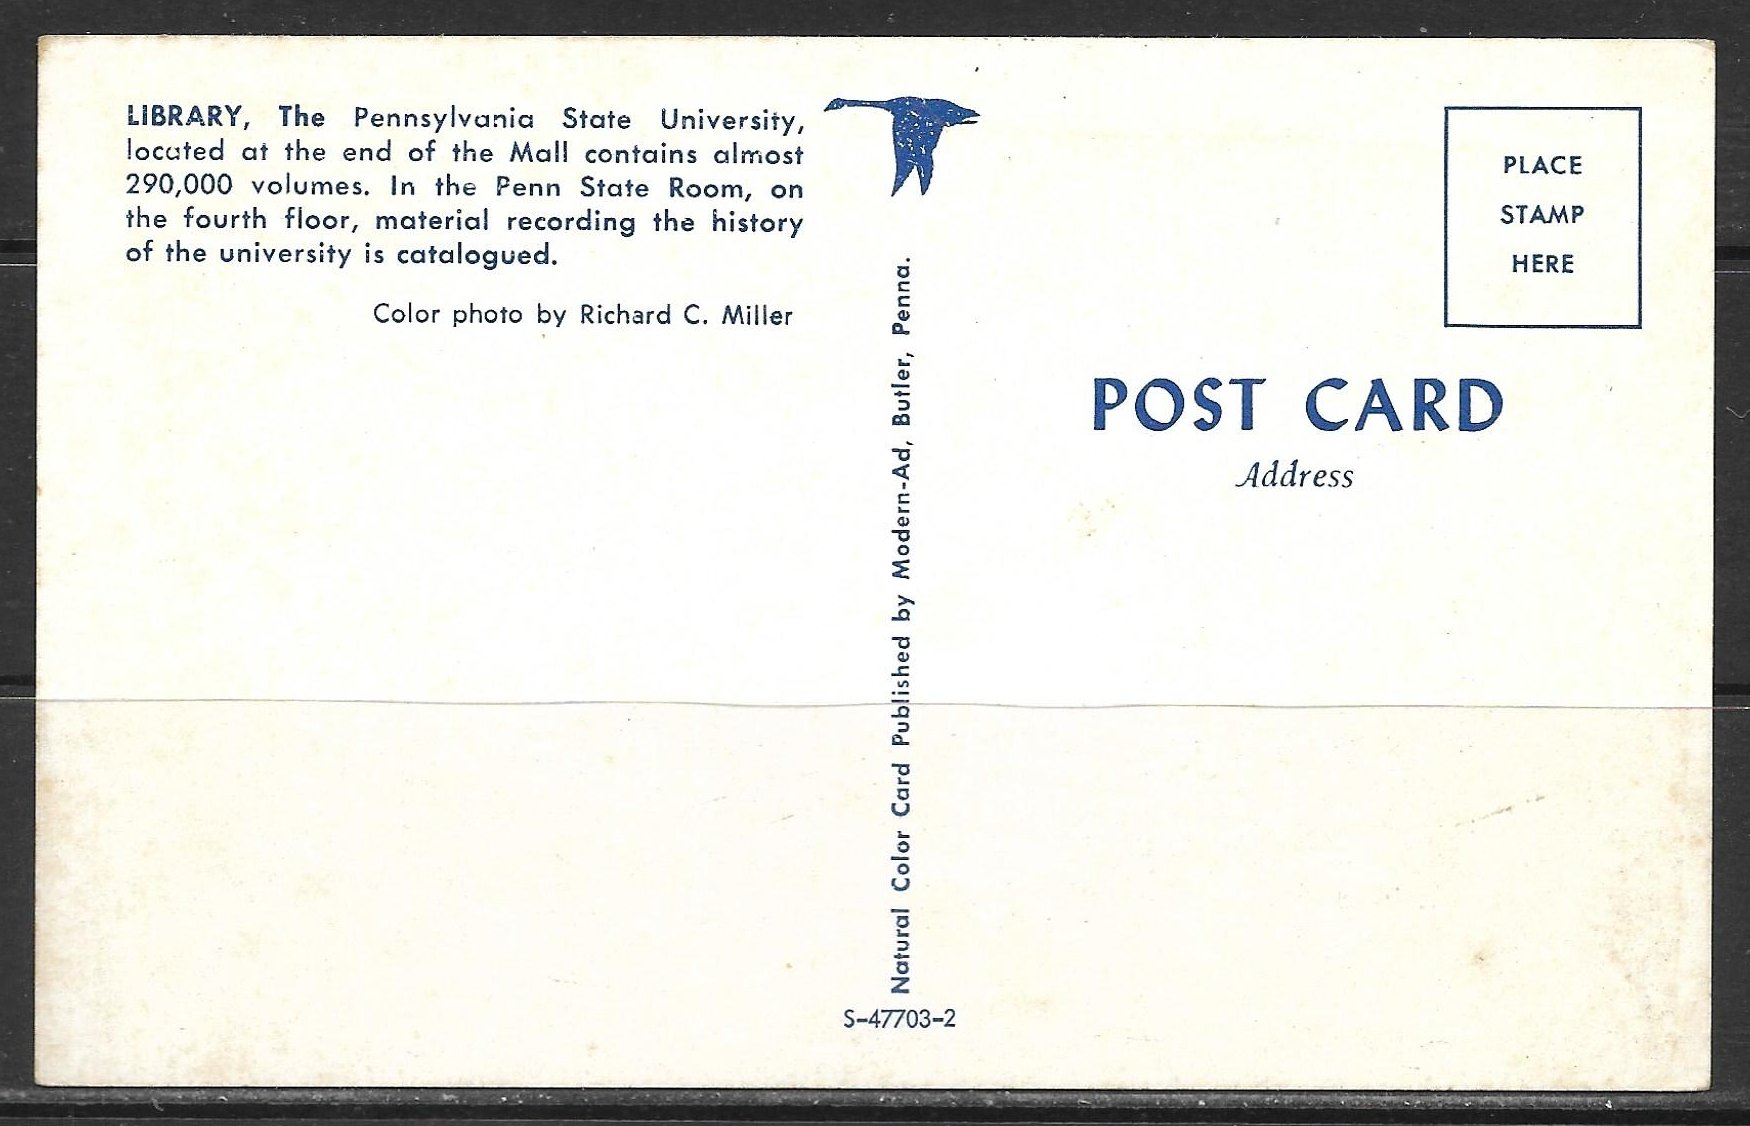 LIBRARY, The Pennsylvania State University,
located at the end of the Mall contains almost
290,000 volumes. In the Penn State Room, on
the fourth floor, material recording the history
of the university is catalogued.
Color photo by Richard C. Miller
Natural Color Card Published by Modern-Ad, Butler, Penna.
S-47703-2
PLACE
STAMP
HERE
POST CARD
Address